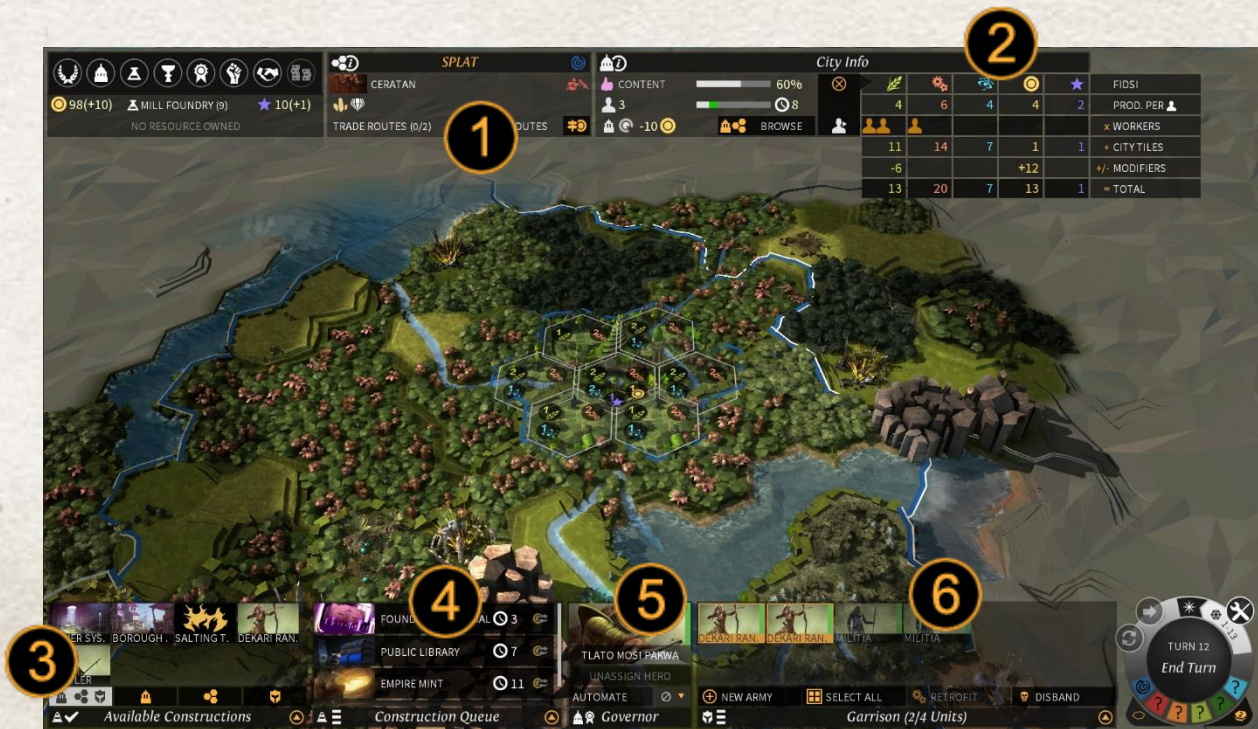 2
SPLAT
City Info
CERATAN
CONTENT
60%
FIDSI
98(+10)
MILL FOUNDRY (9)
10(+1)
3
8
4 6 4 4 2 PROD. PER
NO RESOURCE OWNED
TRADE ROUTES (0/2)
1
-10
BROWSE
x WORKERS
11 14 7 1 1 + CITY TILES
-6 +12 +/- MODIFIERS
13 20 7 13 1 = TOTAL
4
5
6
SALTING T.
DEKARI RAN.
3
PUBLIC LIBRARY
7
EMPIRE MINT
11
TLATO MOSI PAKWA
UNASSIGN HERO
AUTOMATE
DEKARI RAN.
DEKARI RAN.
MILITIA
MILITIA
3
NEW ARMY
SELECT ALL
RETROFIT
DISBAND
Available Constructions
Construction Queue
Governor
Garrison (2/4 Units)
1-13
TURN 12
End Turn
? ? ? ? ?